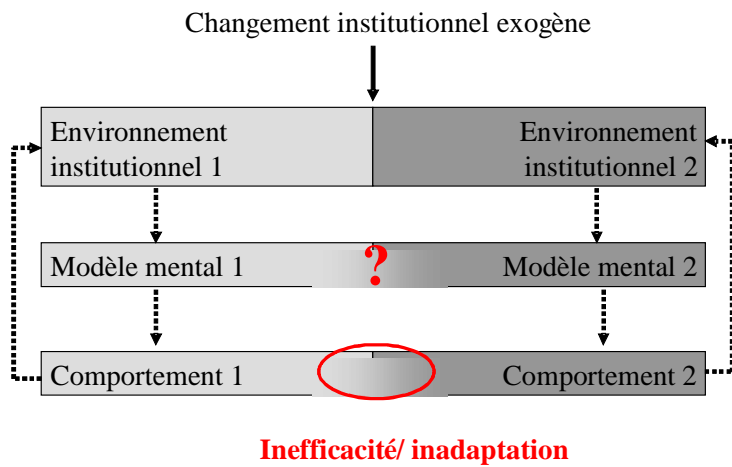 Changement institutionnel exogène
Environnement
institutionnel 1
Environnement
institutionnel 2
Modèle mental 1
?
Modèle mental 2
Comportement 1
Comportement 2
Inefficacité/ inadaptation